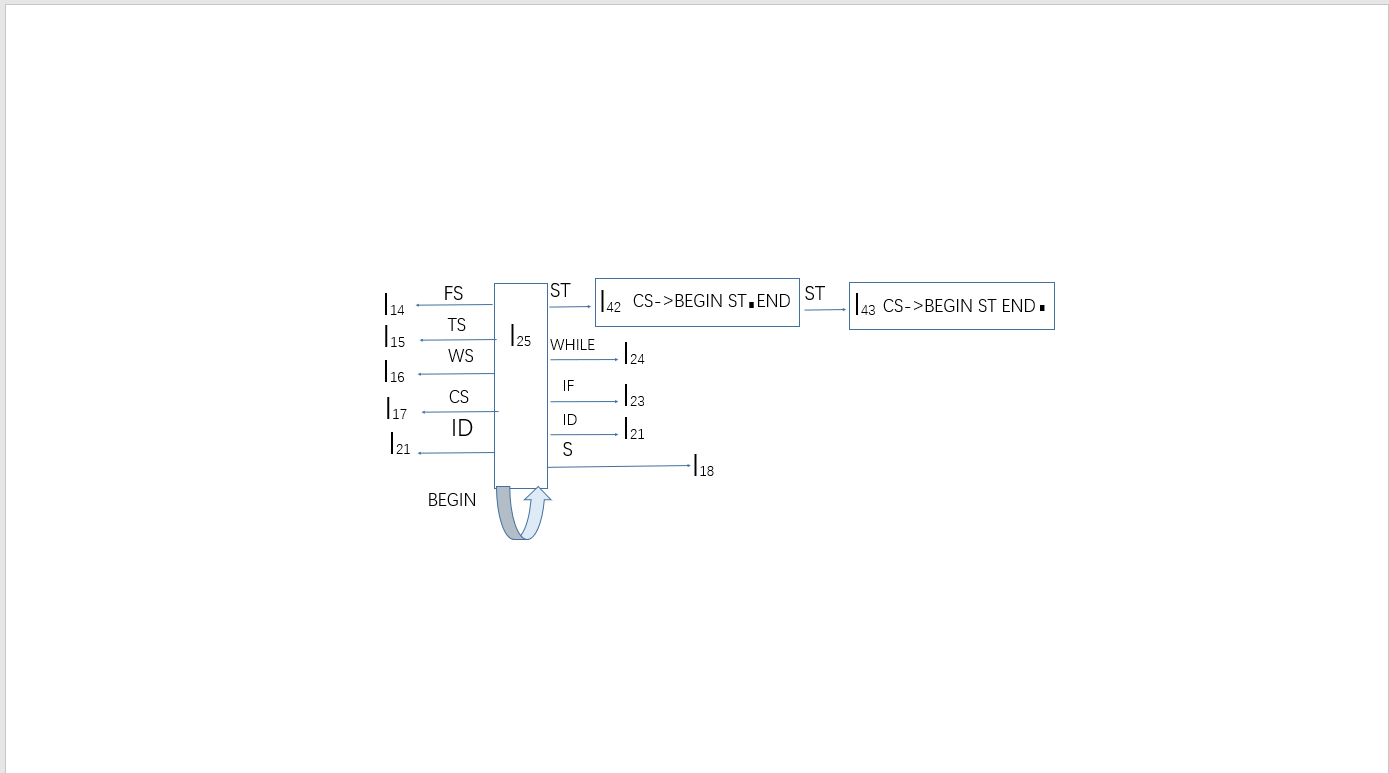 FS
I14
TS
I15
WS
I16
CS
I17
ID
I21
BEGIN
I25
ST
I42 CS->BEGIN ST.END
ST
I43 CS->BEGIN ST END.
WHILE
I24
IF
I23
ID
I21
S
I18